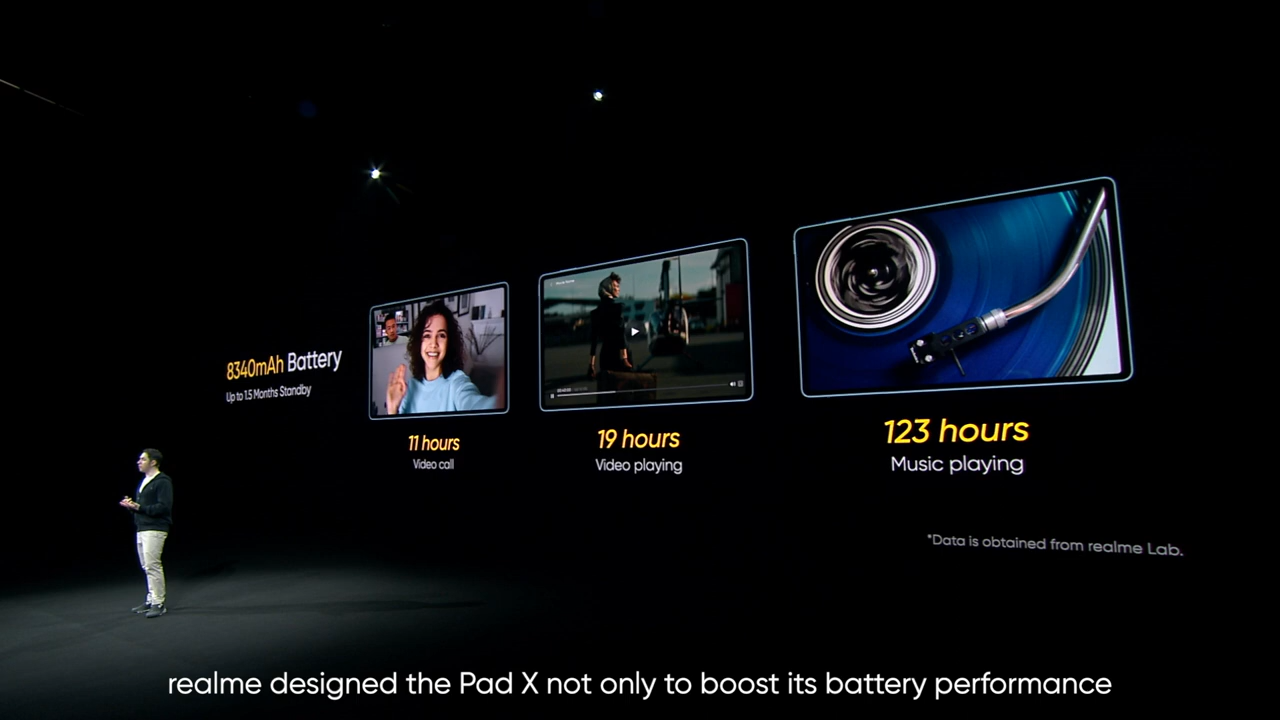 8340mAh Battery
Up to 1.5 Months Standby
11 hours
Video call
19 hours
Video playing
123 hours
Music playing
*Data is obtained from realme Lab.
realme designed the Pad X not only to boost its battery performance